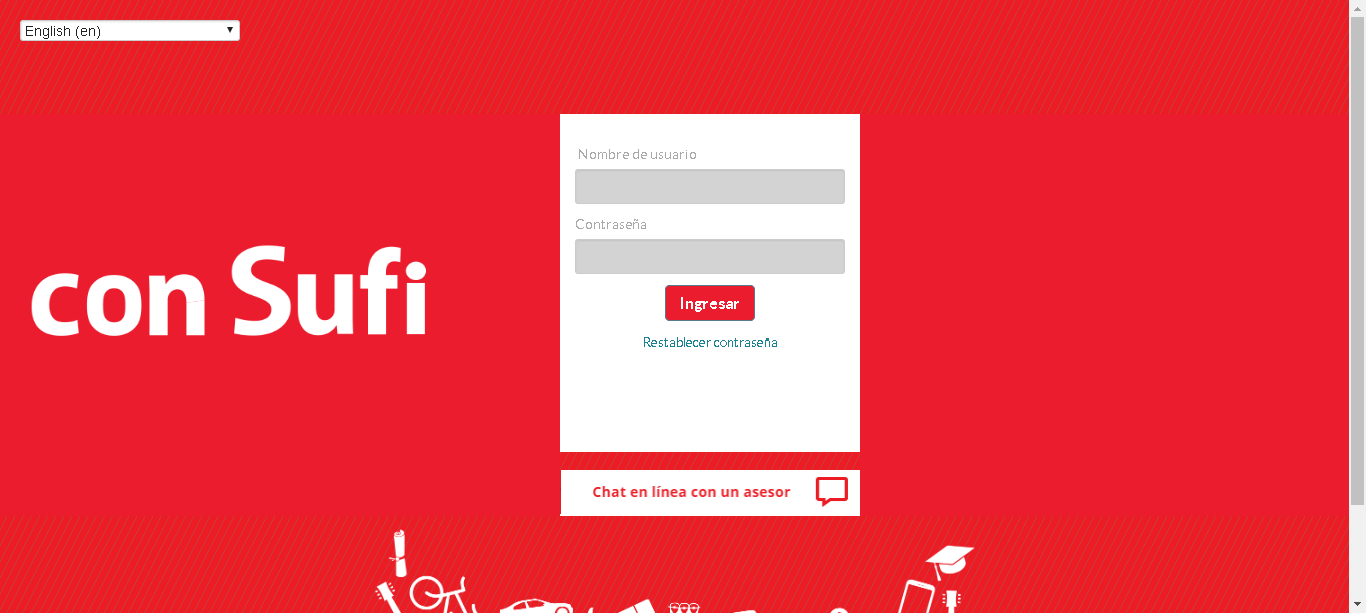 English (en)
Nombre de usuario
Contraseña
con Sufi
Ingresar
Restablecer contraseña
Chat en línea con un asesor